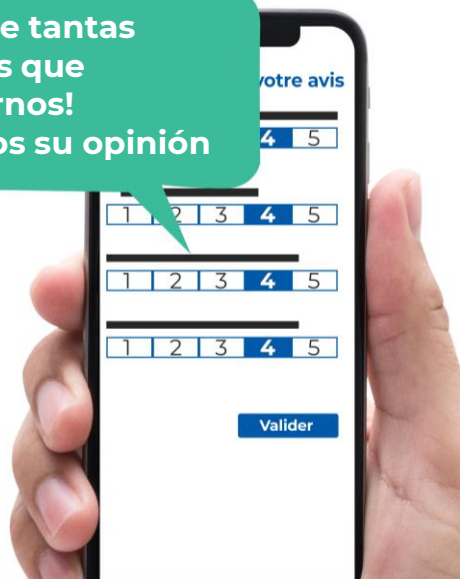 e tantas
s que
rnos!
os su opinión
votre avis
4 5
1 2 3 4 5
1 2 3 4 5
1 2 3 4 5
Valider